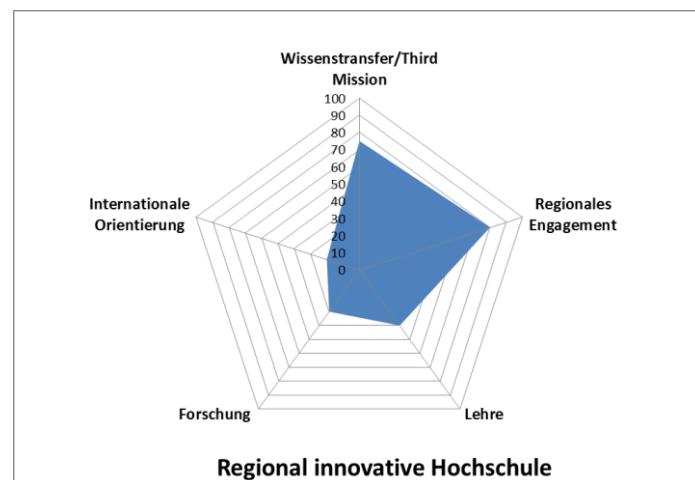 Wissenstransfer/Third
Mission
100
90
80
70
60
50
40
30
20
10
0
Regionales
Engagement
Lehre
Forschung
Internationale
Orientierung
Regional innovative Hochschule